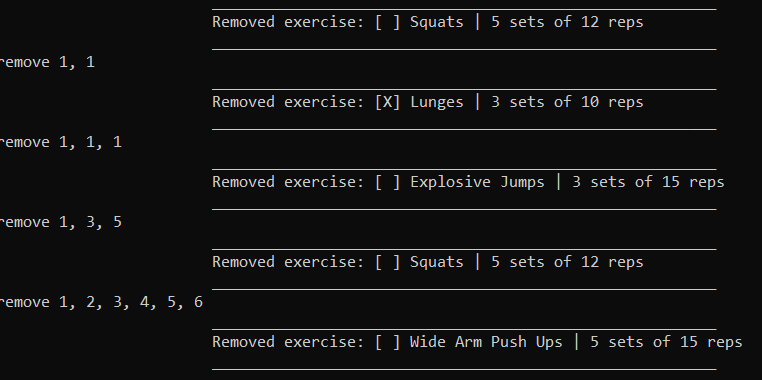 Removed exercise: [ ] Squats | 5 sets of 12 reps
remove 1, 1
Removed exercise: [X] Lunges | 3 sets of 10 reps
remove 1, 1, 1
Removed exercise: [ ] Explosive Jumps | 3 sets of 15 reps
remove 1, 3, 5
Removed exercise: [ ] Squats | 5 sets of 12 reps
remove 1, 2, 3, 4, 5, 6
Removed exercise: [ ] Wide Arm Push Ups | 5 sets of 15 reps